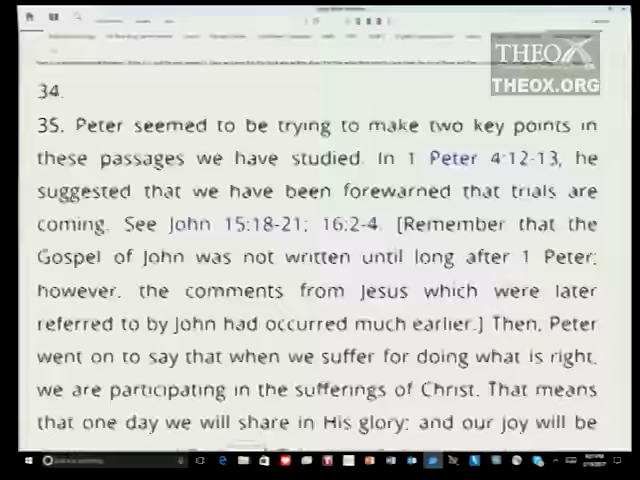 THEOX
THEOX.ORG
34.
35. Peter seemed to be trying to make two key points in
these passages we have studied. In 1 Peter 4:12-13, he
suggested that we have been forewarned that trials are
coming. See John 15:18-21; 16:2-4. [Remember that the
Gospel of John was not written until long after 1 Peter;
however, the comments from Jesus which were later
referred to by John had occurred much earlier.] Then, Peter
went on to say that when we suffer for doing what is right,
we are participating in the sufferings of Christ. That means
that one day we will share in His glory; and our joy will be